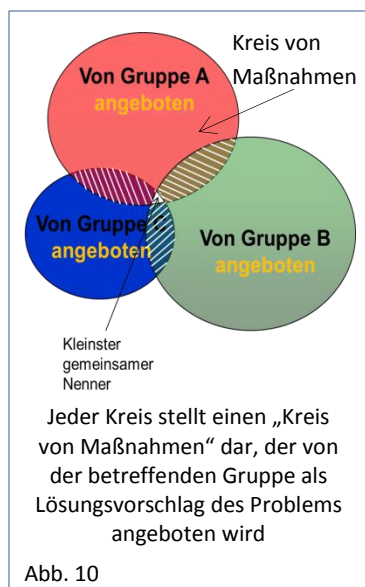 Kreis von
Maßnahmen
Von Gruppe A
angeboten
Von Gruppe
angeboten
Von Gruppe B
angeboten
Kleinster
gemeinsamer
Nenner
Jeder Kreis stellt einen „Kreis
von Maßnahmen“ dar, der von
der betreffenden Gruppe als
Lösungsvorschlag des Problems
angeboten wird
Abb. 10